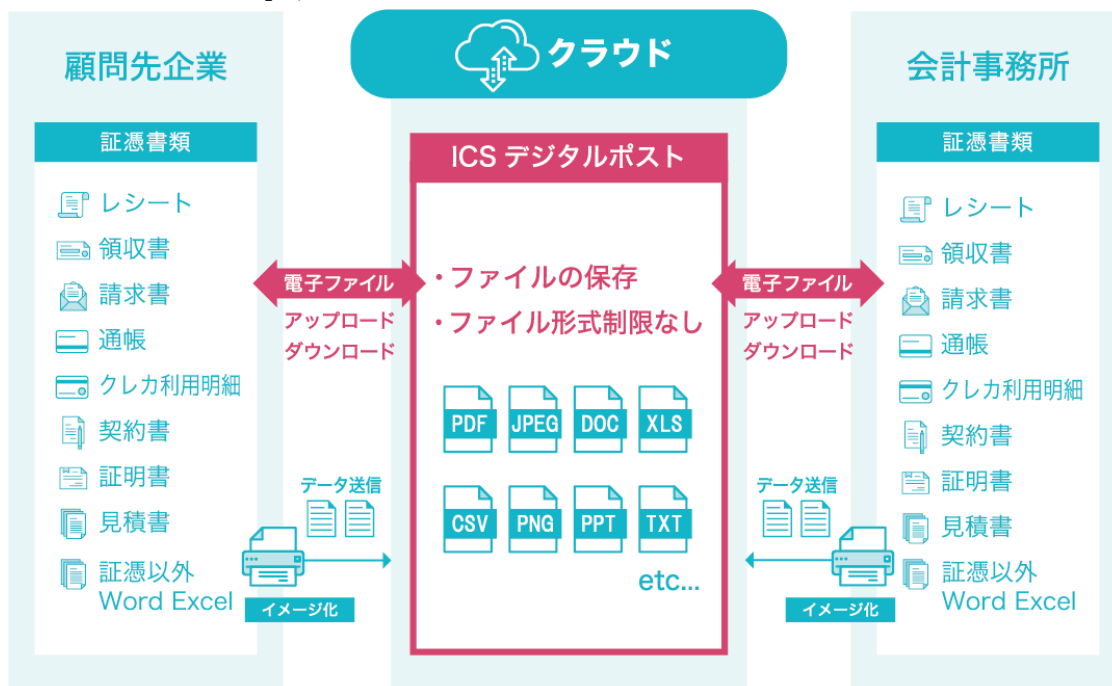 顧問先企業
証憑書類
レシート
領収書
請求書
通帳
クレカ利用明細
契約書
証明書
見積書
証憑以外
Word Excel
電子ファイル
アップロード
ダウンロード
データ送信
イメージ化
クラウド
ICS デジタルポスト
・ファイルの保存
・ファイル形式制限なし
PDF JPEG DOC XLS
CSV PNG PPT TXT
etc...
電子ファイル
アップロード
ダウンロード
データ送信
イメージ化
会計事務所
証憑書類
レシート
領収書
請求書
通帳
クレカ利用明細
契約書
証明書
見積書
証憑以外
Word Excel